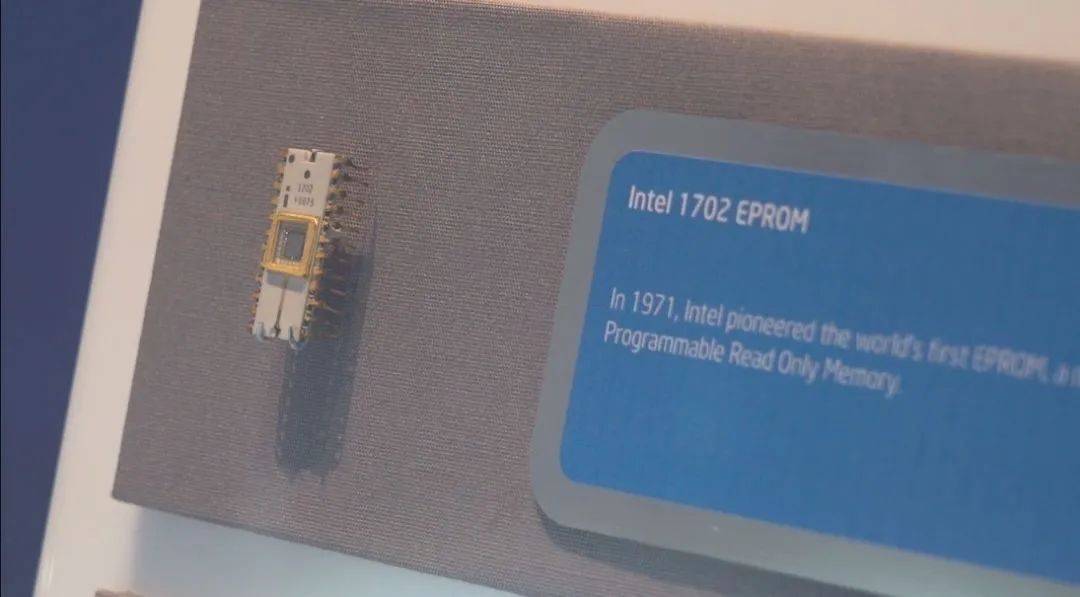 1702
Intel 1702 EPROM
In 1971, Intel pioneered the world's first EPROM, a
Programmable Read Only Memory.